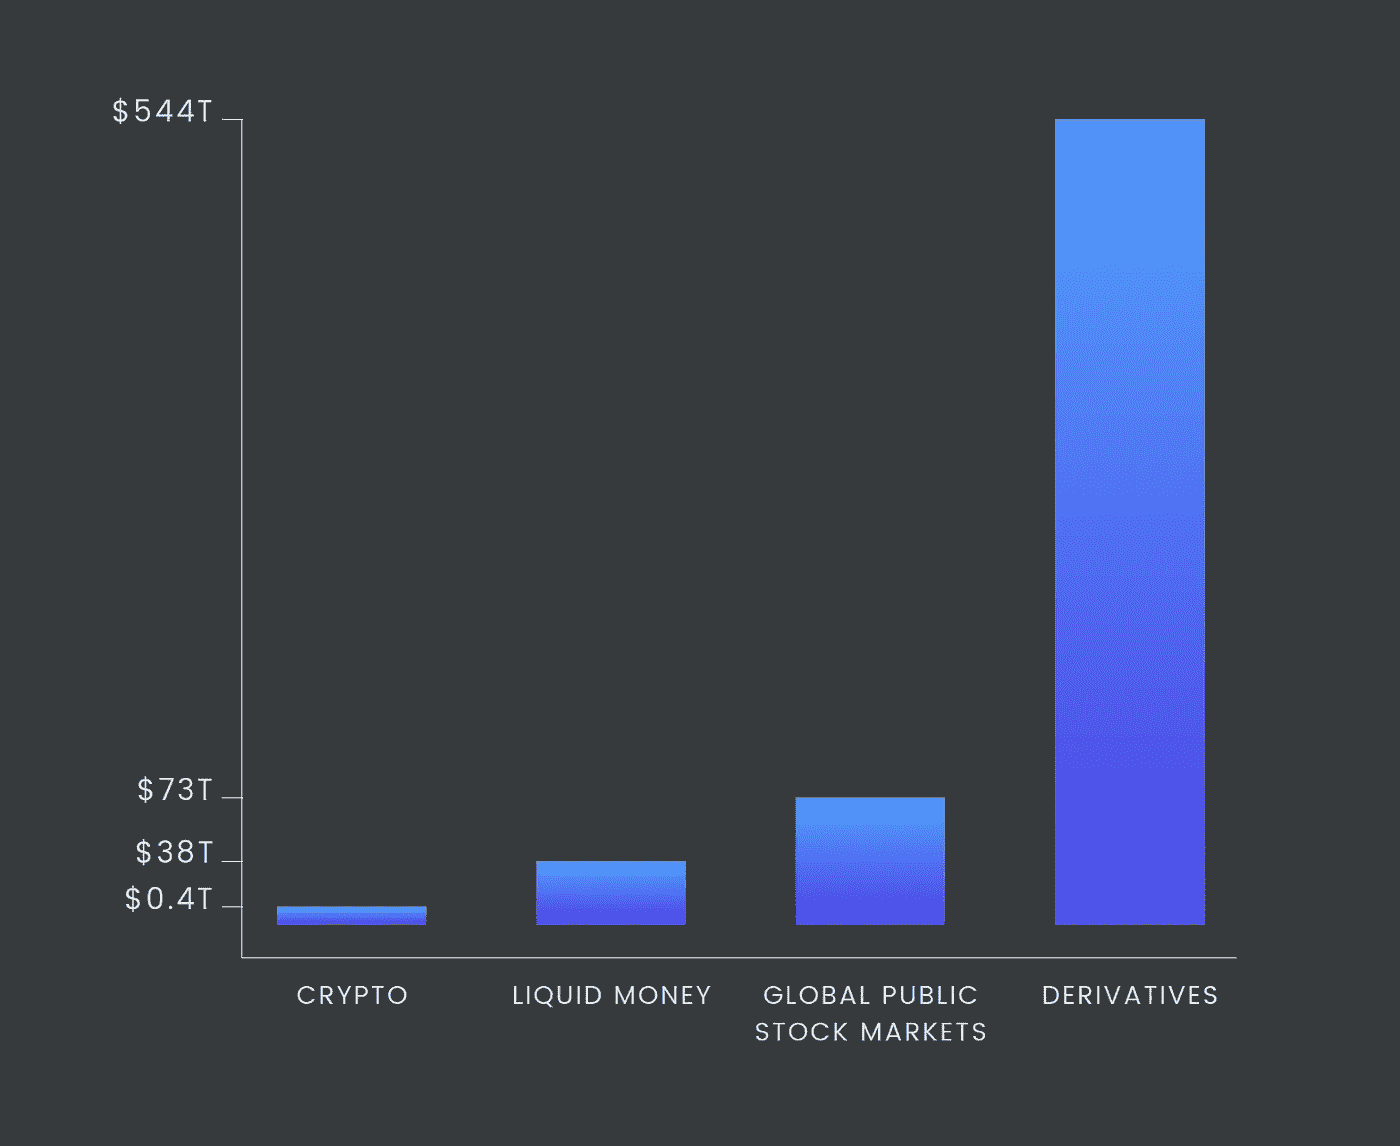 $544T
$73T
$38T
$0.4T
CRYPTO
LIQUID MONEY
GLOBAL PUBLIC
STOCK MARKETS
DERIVATIVES